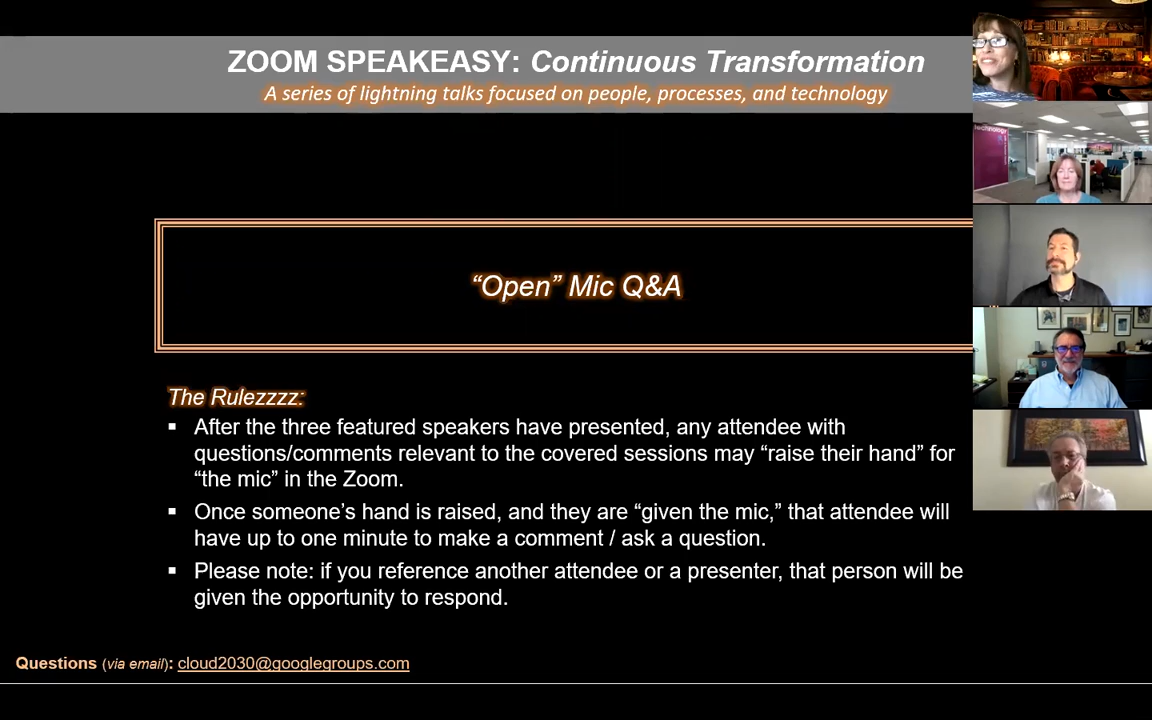 ZOOM SPEAKEASY: Continuous Transformation
A series of lightning talks focused on people, processes, and technology
technology
“Open” Mic Q&A
The Rulezzzz:
▪ After the three featured speakers have presented, any attendee with
questions/comments relevant to the covered sessions may “raise their hand” for
“the mic” in the Zoom.
▪ Once someone’s hand is raised, and they are “given the mic,” that attendee will
have up to one minute to make a comment / ask a question.
▪ Please note: if you reference another attendee or a presenter, that person will be
given the opportunity to respond.
Questions (via email): cloud2030@googlegroups.com